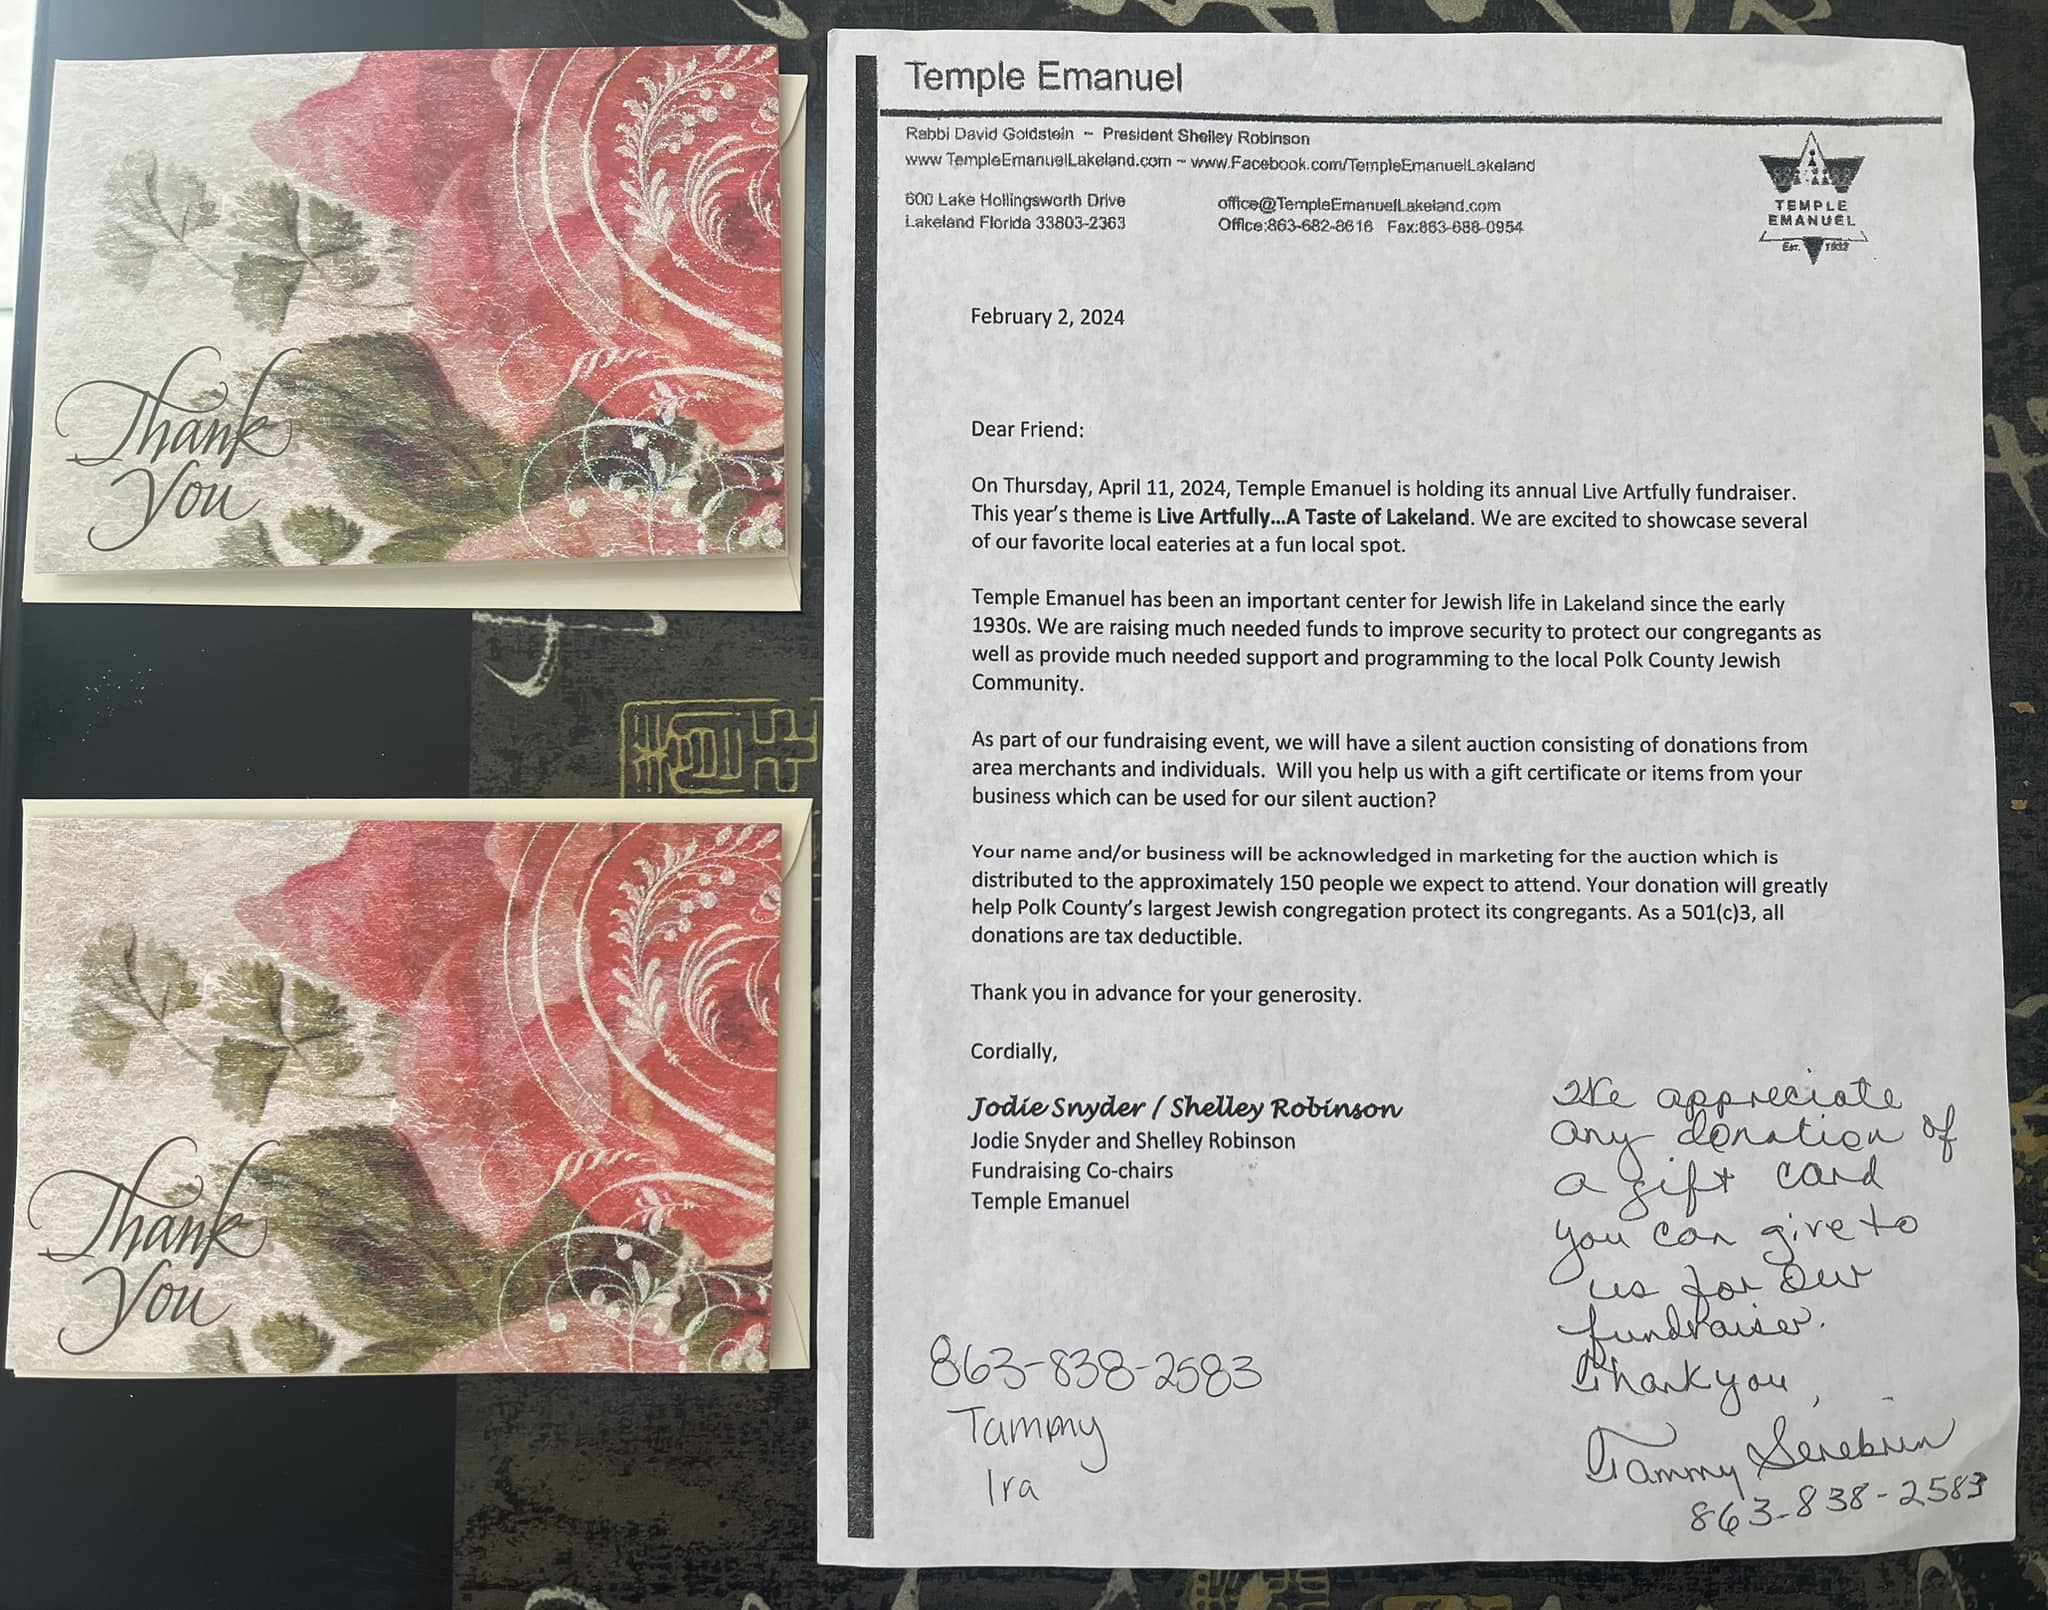 Thank
You
Thank
You
Temple Emanuel
Rabbi David Goldstein ~ President Shelley Robinson
www TempleEmanuelLakeland.com ~ www.Facebook.com/TempleEmanuelLakeland
600 Lake Hollingsworth Drive
Lakeland Florida 33803-2363
office@TempleEmanuelLakeland.com
Office:863-682-8616 Fax:863-688-0954
TEMPLE
EMANUEL
Est. 1932
February 2, 2024
Dear Friend:
On Thursday, April 11, 2024, Temple Emanuel is holding its annual Live Artfully fundraiser.
This year's theme is Live Artfully...A Taste of Lakeland. We are excited to showcase several
of our favorite local eateries at a fun local spot.
Temple Emanuel has been an important center for Jewish life in Lakeland since the early
1930s. We are raising much needed funds to improve security to protect our congregants as
well as provide much needed support and programming to the local Polk County Jewish
Community.
As part of our fundraising event, we will have a silent auction consisting of donations from
area merchants and individuals. Will you help us with a gift certificate or items from your
business which can be used for our silent auction?
Your name and/or business will be acknowledged in marketing for the auction which is
distributed to the approximately 150 people we expect to attend. Your donation will greatly
help Polk County's largest Jewish congregation protect its congregants. As a 501(c)3, all
donations are tax deductible.
Thank you in advance for your generosity.
Cordially,
Jodie Snyder / Shelley Robinson
Jodie Snyder and Shelley Robinson
Fundraising Co-chairs
Temple Emanuel
We appreciate
any donation of
a gift card
you can give to
us for our
fundraiser.
Thank you,
Tammy Serebrin
863-838-2583
863-838-2583
Tammy
Ira